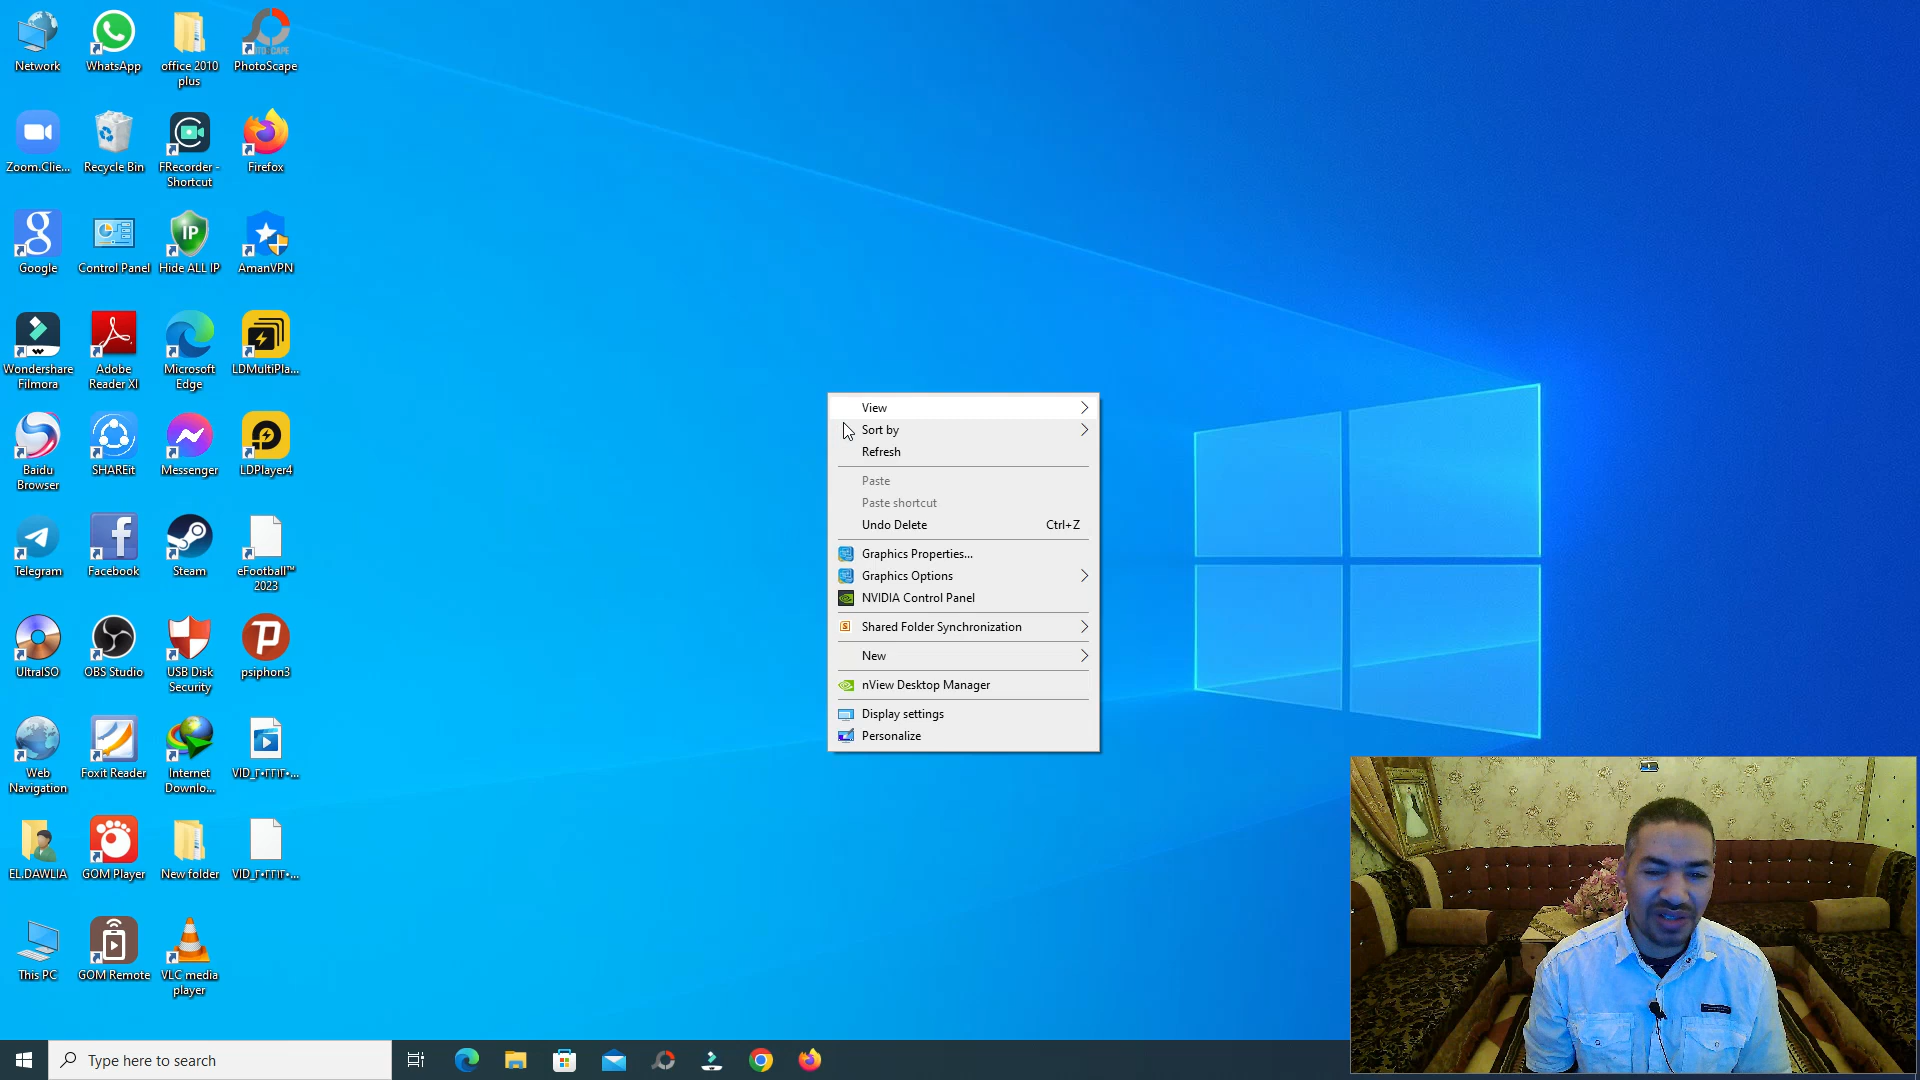 Network
WhatsApp
office 2010
plus
PhotoScape
Zoom.Clie...
Recycle Bin
FRecorder -
Shortcut
Firefox
Google
Control Panel
IP
Hide ALL IP
AmanVPN
Wondershare
Filmora
Adobe
Reader XI
Microsoft
Edge
LDMultiPla...
Baidu
Browser
SHAREit
Messenger
LDPlayer4
Telegram
Facebook
Steam
eFootball™
2023
UltraISO
OBS Studio
USB Disk
Security
psiphon3
Web
Navigation
Foxit Reader
Internet
Downlo...
EL.DAWLIA
GOM Player
New folder
This PC
GOM Remote
VLC media
player
View
Sort by
Refresh
Paste
Paste shortcut
Undo Delete Ctrl+Z
Graphics Properties...
Graphics Options
NVIDIA Control Panel
Shared Folder Synchronization
New
nView Desktop Manager
Display settings
Personalize
Type here to search